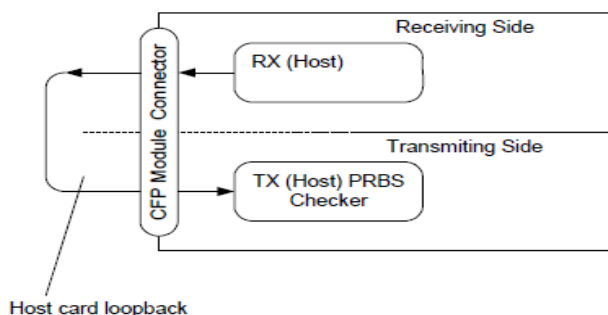 Receiving Side
RX (Host)
CFP Module Connector
Transmiting Side
TX (Host) PRBS
Checker
Host card loopback